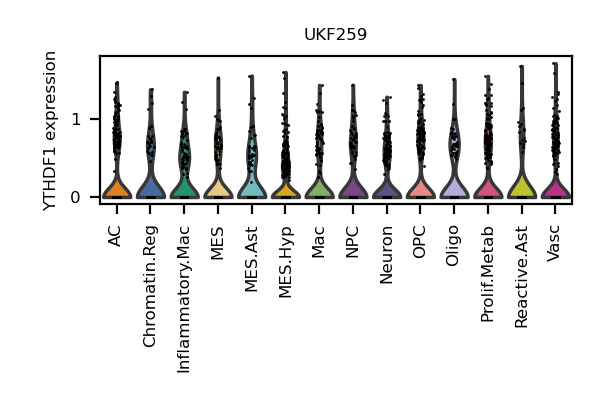 UKF259
YTHDF1 expression
1
0
AC
Chromatin.Reg
Inflammatory.Mac
MES
MES.Ast
MES.Hyp
Mac
NPC
Neuron
OPC
Oligo
Prolif.Metab
Reactive.Ast
Vasc